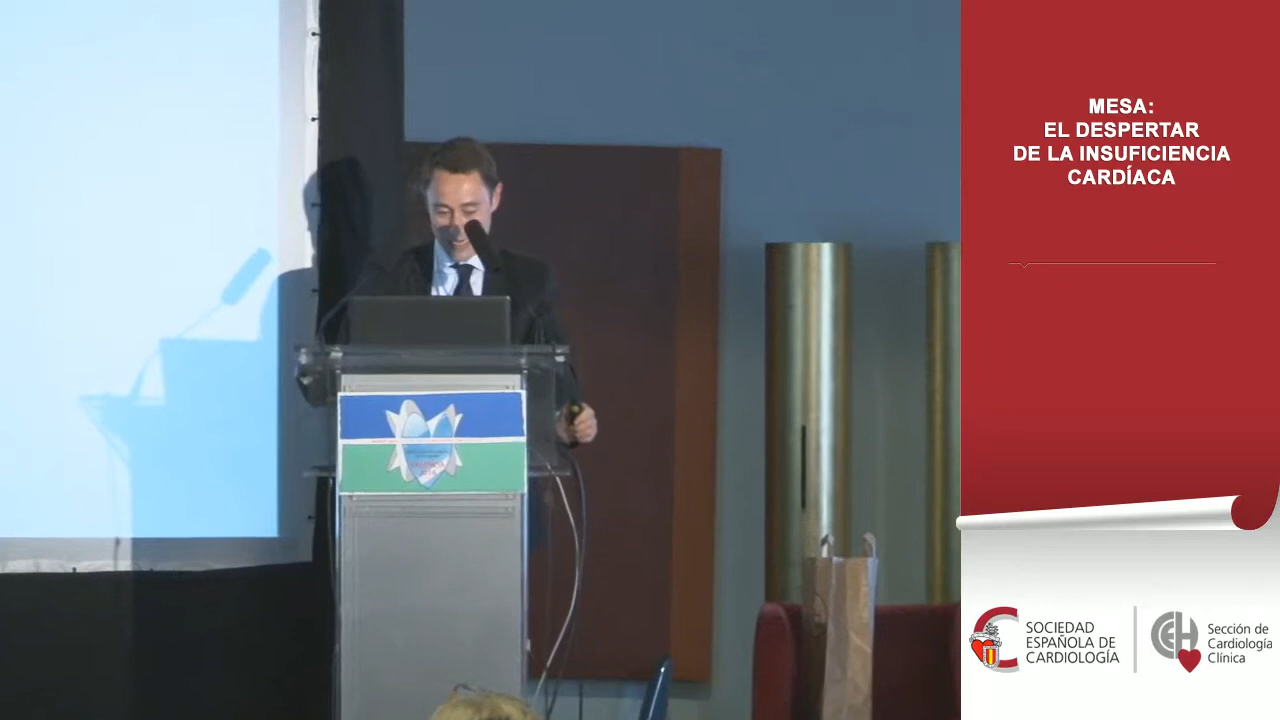 MESA:
EL DESPERTAR
DE LA INSUFICIENCIA
CARDÍACA
SOCIEDAD
ESPAÑOLA DE
CARDIOLOGÍA
Sección de
Cardiología
Clínica